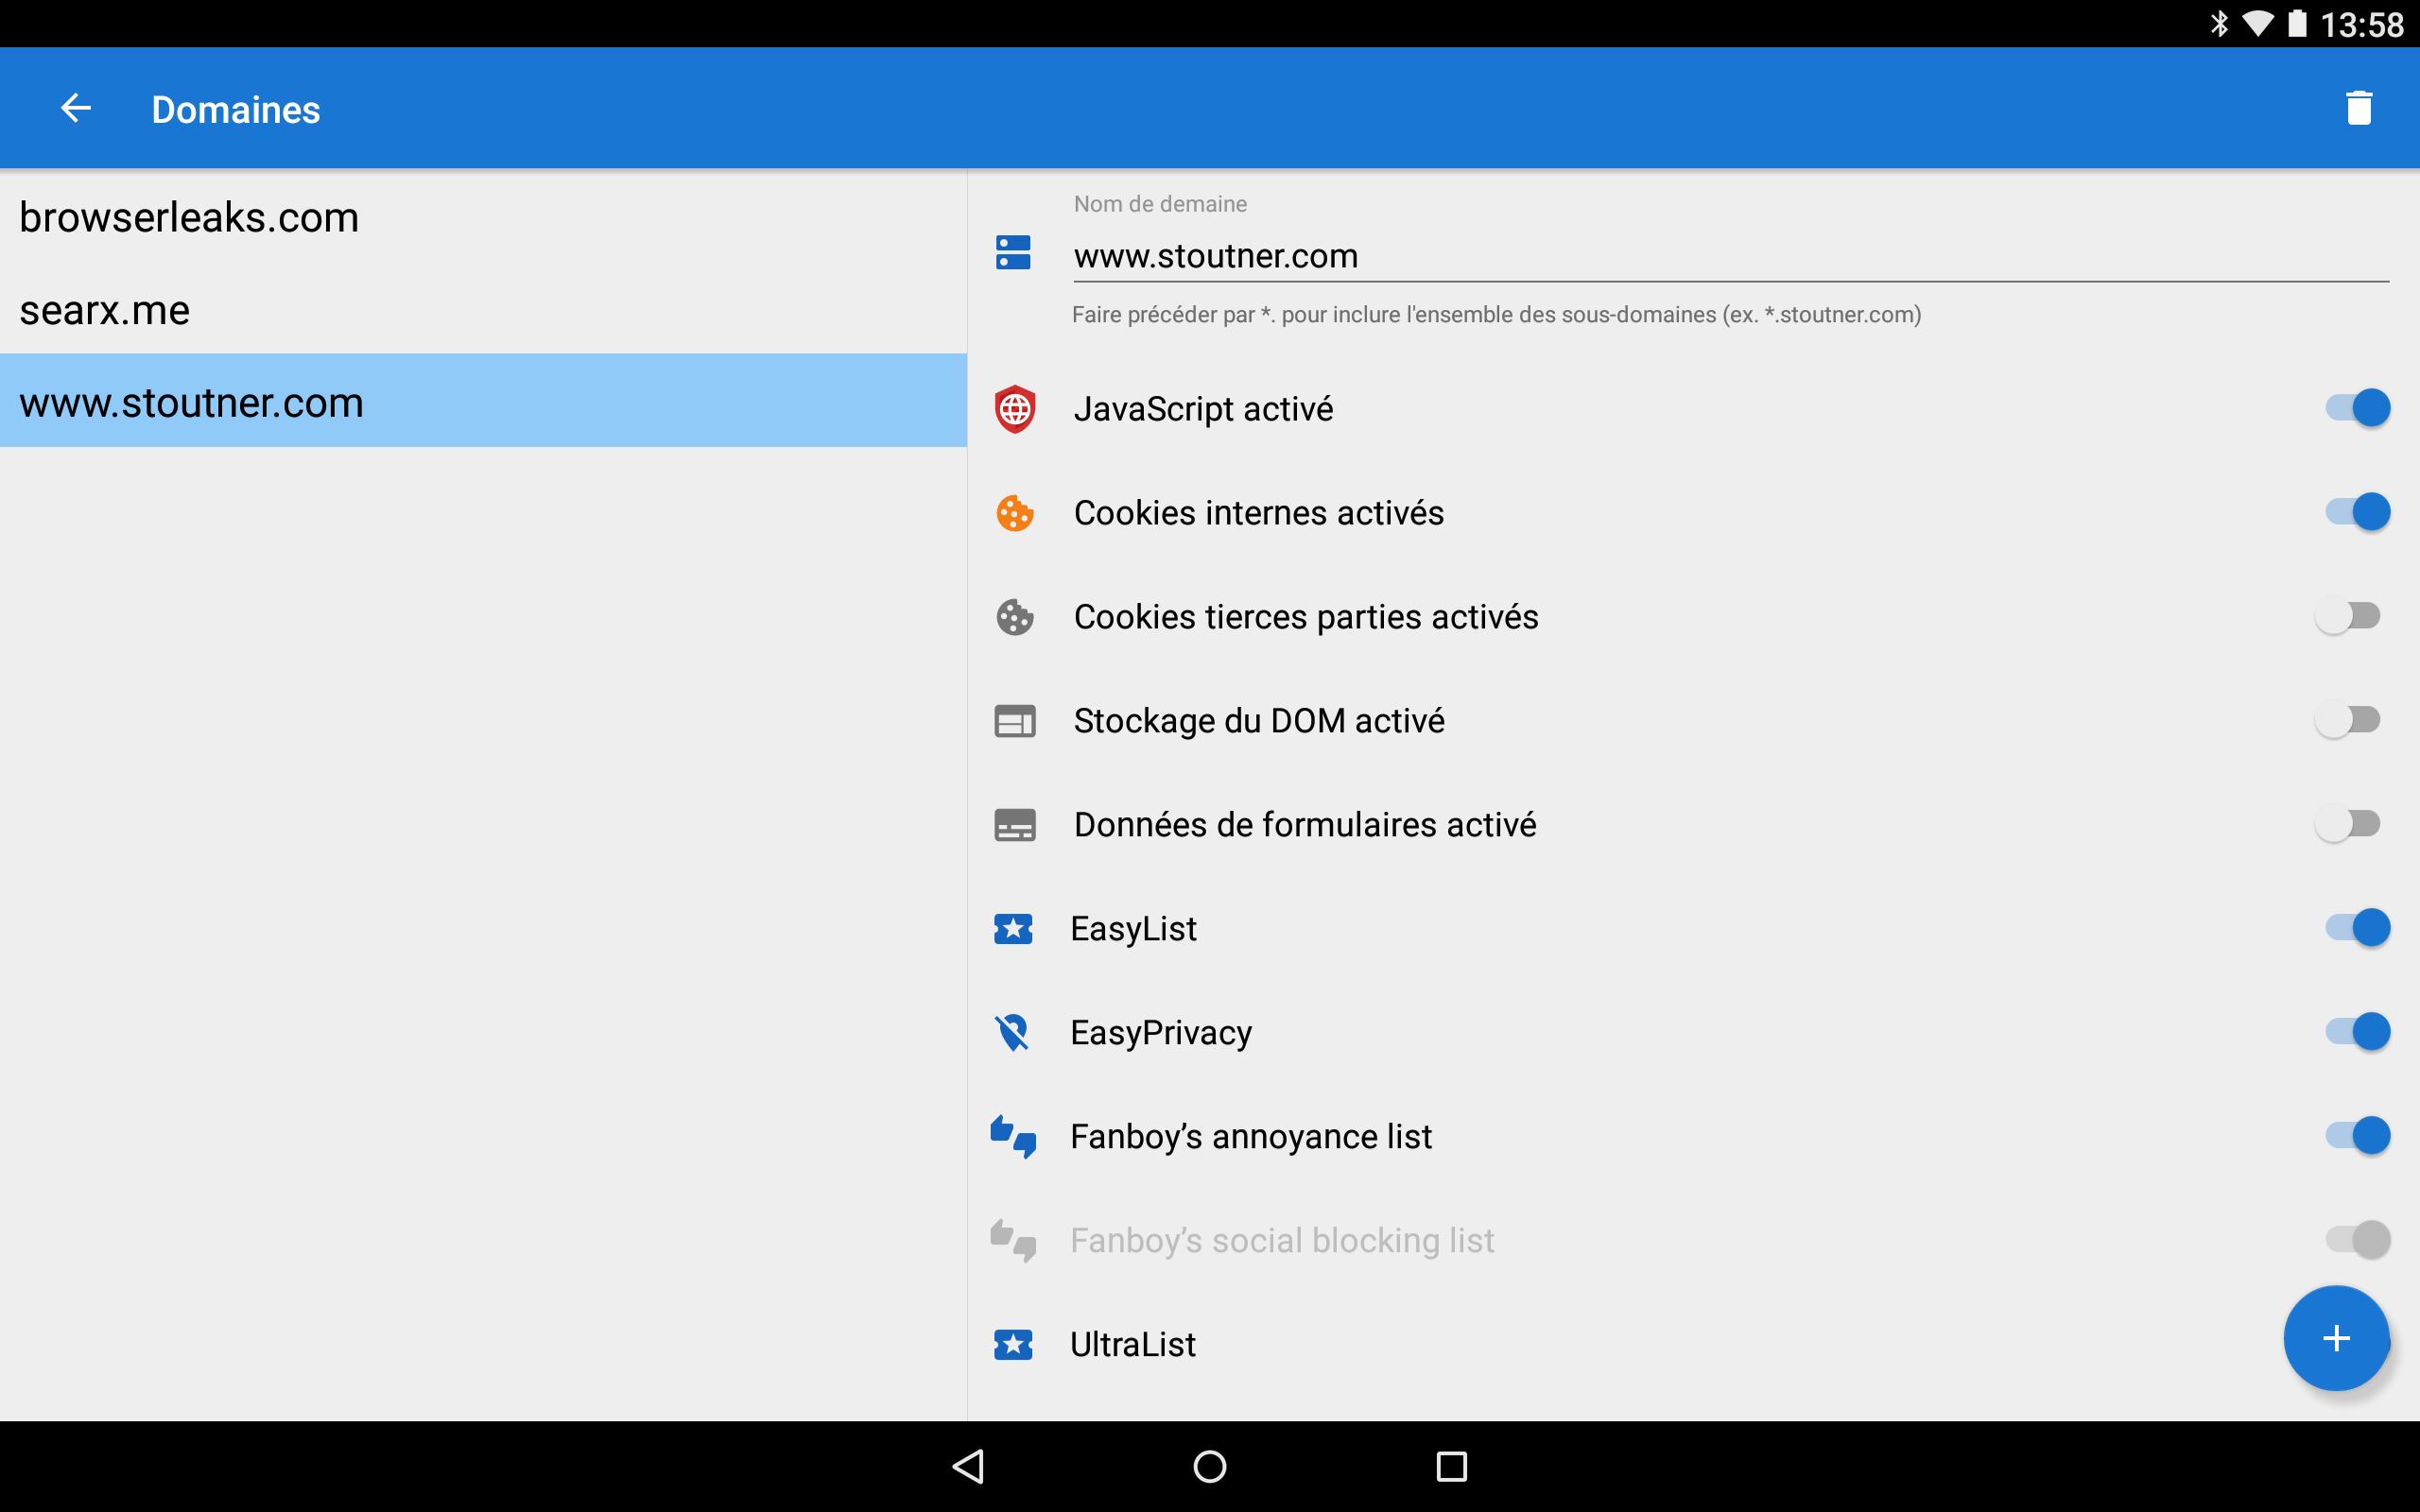 13:58
Domaines
browserleaks.com
searx.me
www.stoutner.com
Nom de demaine
www.stoutner.com
Faire précéder par *. pour inclure l'ensemble des sous-domaines (ex. *.stoutner.com)
JavaScript activé
Cookies internes activés
Cookies tierces parties activés
Stockage du DOM activé
Données de formulaires activé
EasyList
EasyPrivacy
Fanboy’s annoyance list
Fanboy’s social blocking list
UltraList